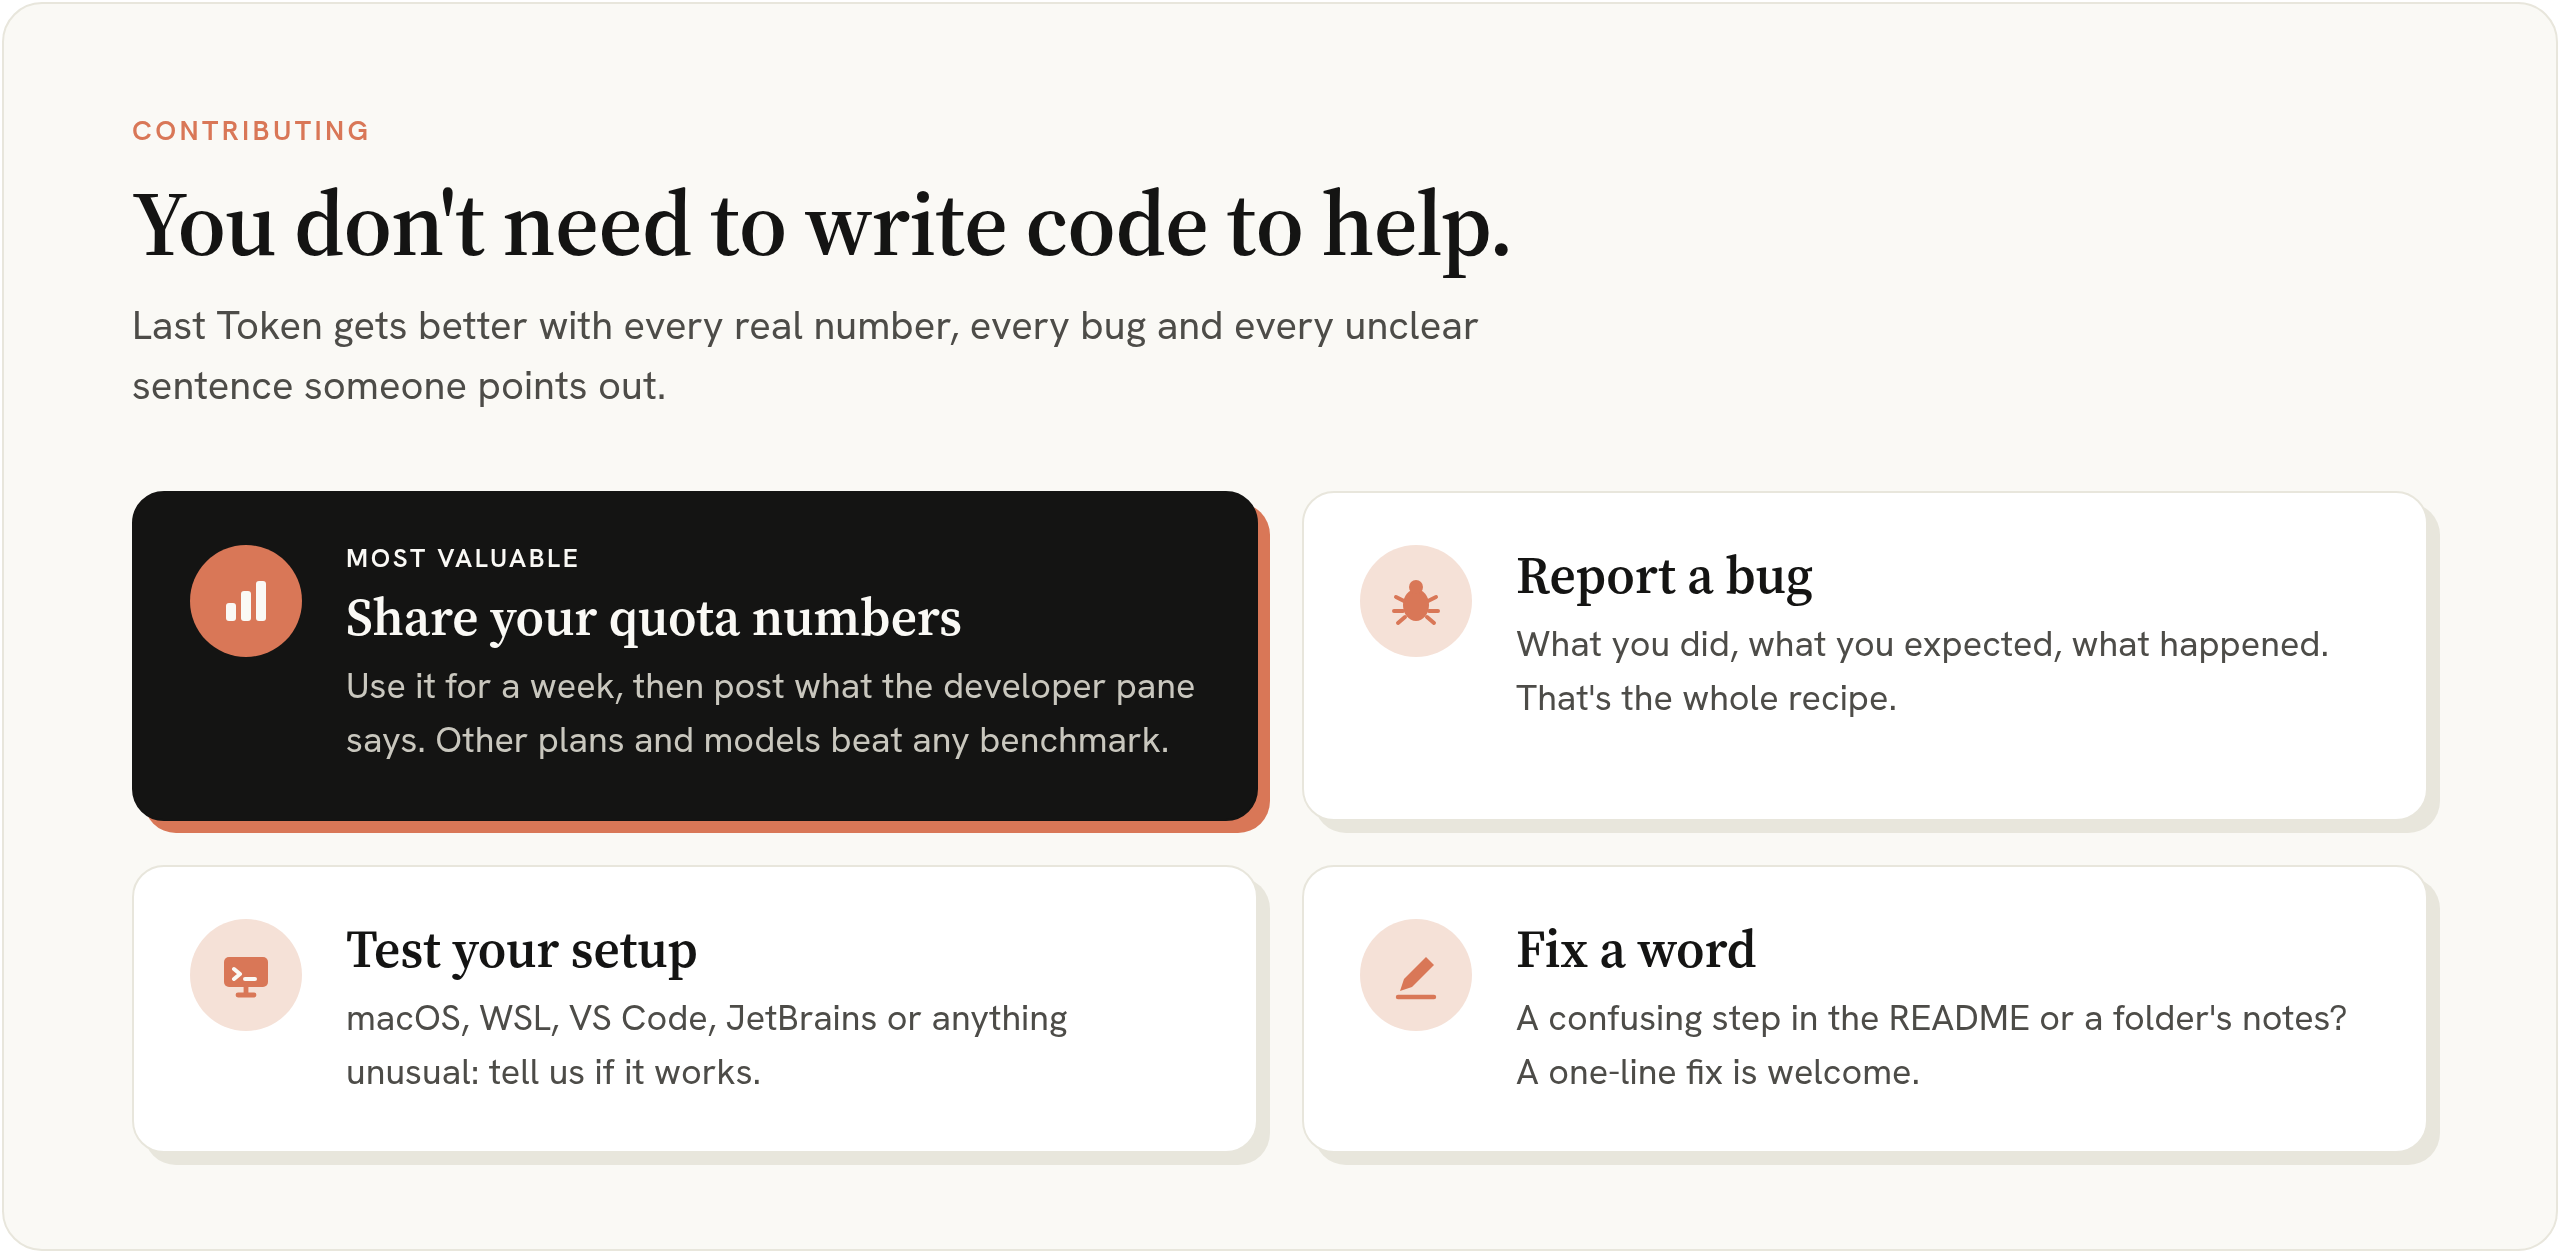 CONTRIBUTING
You don't need to write code to help.
Last Token gets better with every real number, every bug and every unclear
sentence someone points out.
MOST VALUABLE
Share your quota numbers
Use it for a week, then post what the developer pane
says. Other plans and models beat any benchmark.
Report a bug
What you did, what you expected, what happened.
That's the whole recipe.
Test your setup
macOS, WSL, VS Code, JetBrains or anything
unusual: tell us if it works.
Fix a word
A confusing step in the README or a folder's notes?
A one-line fix is welcome.